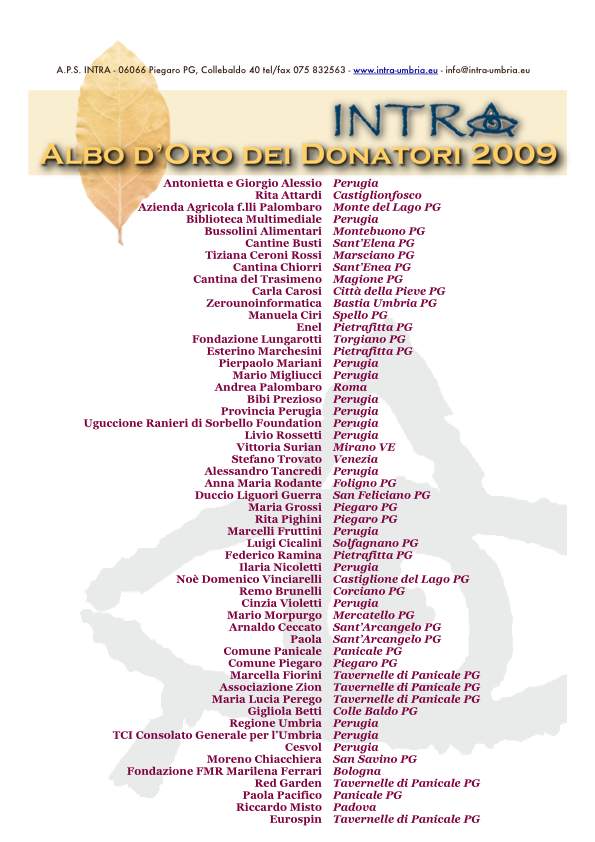 A.P.S. INTRA - 06066 Piegaro PG, Collebaldo 40 tel/fax 075 832563 - www.intra-umbria.eu - info@intra-umbria.eu
INTRA
ALBO D'ORO DEI DONATORI 2009
Antonietta e Giorgio Alessio Perugia
Rita Attardi Castiglionfosco
Azienda Agricola f.lli Palombaro Monte del Lago PG
Biblioteca Multimediale Perugia
Bussolini Alimentari Montebuono PG
Cantine Busti Sant'Elena PG
Tiziana Ceroni Rossi Marsciano PG
Cantina Chiorri Sant'Enea PG
Cantina del Trasimeno Magione PG
Carla Carosi Città della Pieve PG
Zerounoinformatica Bastia Umbria PG
Manuela Ciri Spello PG
Enel Pietrafitta PG
Fondazione Lungarotti Torgiano PG
Esterino Marchesini Pietrafitta PG
Pierpaolo Mariani Perugia
Mario Migliucci Perugia
Andrea Palombaro Roma
Bibi Prezioso Perugia
Provincia Perugia Perugia
Uguccione Ranieri di Sorbello Foundation Perugia
Livio Rossetti Perugia
Vittoria Surian Mirano VE
Stefano Trovato Venezia
Alessandro Tancredi Perugia
Anna Maria Rodante Foligno PG
Duccio Liguori Guerra San Feliciano PG
Maria Grossi Piegaro PG
Rita Pighini Piegaro PG
Marcelli Fruttini Perugia
Luigi Cicalini Solfagnano PG
Federico Ramina Pietrafitta PG
Ilaria Nicoletti Perugia
Noè Domenico Vinciarelli Castiglione del Lago PG
Remo Brunelli Corciano PG
Cinzia Violetti Perugia
Mario Morpurgo Mercatello PG
Arnaldo Ceccato Sant'Arcangelo PG
Paola Sant'Arcangelo PG
Comune Panicale Panicale PG
Comune Piegaro Piegaro PG
Marcella Fiorini Tavernelle di Panicale PG
Associazione Zion Tavernelle di Panicale PG
Maria Lucia Perego Tavernelle di Panicale PG
Gigliola Betti Colle Baldo PG
Regione Umbria Perugia
TCI Consolato Generale per l'Umbria Perugia
Cesvol Perugia
Moreno Chiacchiera San Savino PG
Fondazione FMR Marilena Ferrari Bologna
Red Garden Tavernelle di Panicale PG
Paola Pacifico Panicale PG
Riccardo Misto Padova
Eurospin Tavernelle di Panicale PG